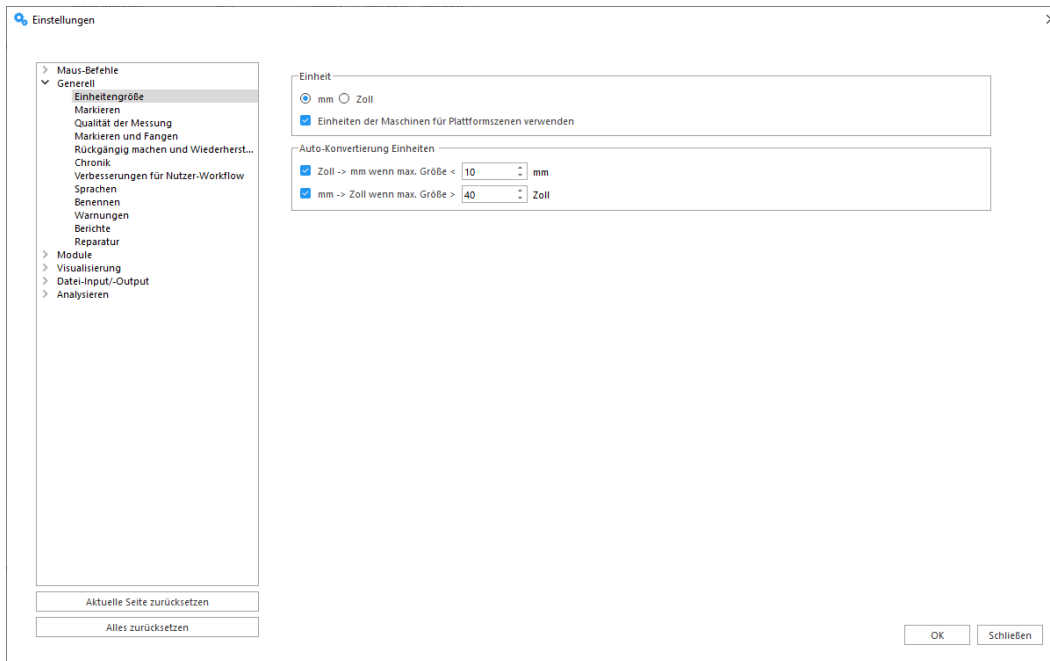 Einstellungen
Maus-Befehle
Generell
Einheitengröße
Markieren
Qualität der Messung
Markieren und Fangen
Rückgängig machen und Wiederherst...
Chronik
Verbesserungen für Nutzer-Workflow
Sprachen
Benennen
Warnungen
Berichte
Reparatur
Module
Visualisierung
Datei-Input/-Output
Analysieren
Aktuelle Seite zurücksetzen
Alles zurücksetzen
Einheit
mm Zoll
Einheiten der Maschinen für Plattformszenen verwenden
Auto-Konvertierung Einheiten
Zoll -> mm wenn max. Größe < 10 mm
mm -> Zoll wenn max. Größe > 40 Zoll
OK Schließen